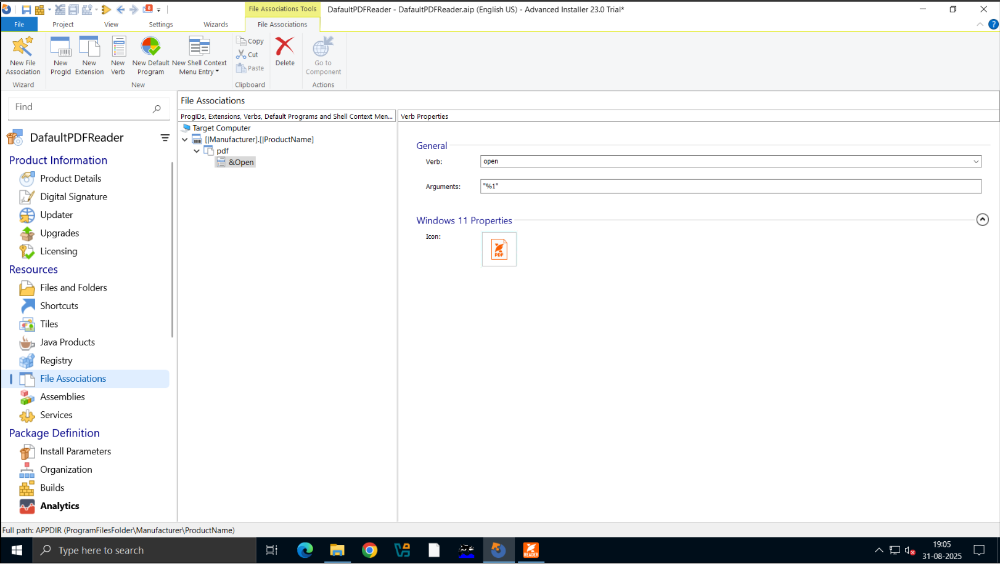 File Associations Tools
DafaultPDFReader - DafaultPDFReader.aip (English US) - Advanced Installer 23.0 Trial*
File
Project
View
Settings
Wizards
File Associations
New File
Association
New
ProgId
New
Extension
New
Verb
New Default
Program
New Shell Context
Menu Entry
Copy
Cut
Paste
Delete
Go to
Component
Wizard
New
Clipboard
Actions
Find
DafaultPDFReader
Product Information
Product Details
Digital Signature
Updater
Upgrades
Licensing
Resources
Files and Folders
Shortcuts
Tiles
Java Products
Registry
File Associations
Assemblies
Services
Package Definition
Install Parameters
Organization
Builds
Analytics
File Associations
ProgIDs, Extensions, Verbs, Default Programs and Shell Context Men...
Target Computer
[|Manufacturer].[|ProductName]
pdf
&Open
Verb Properties
General
Verb:
open
Arguments:
"%1"
Windows 11 Properties
Icon:
PDF
Full path: APPDIR (ProgramFilesFolder\Manufacturer\ProductName)
Type here to search
READER
19:05
31-08-2025